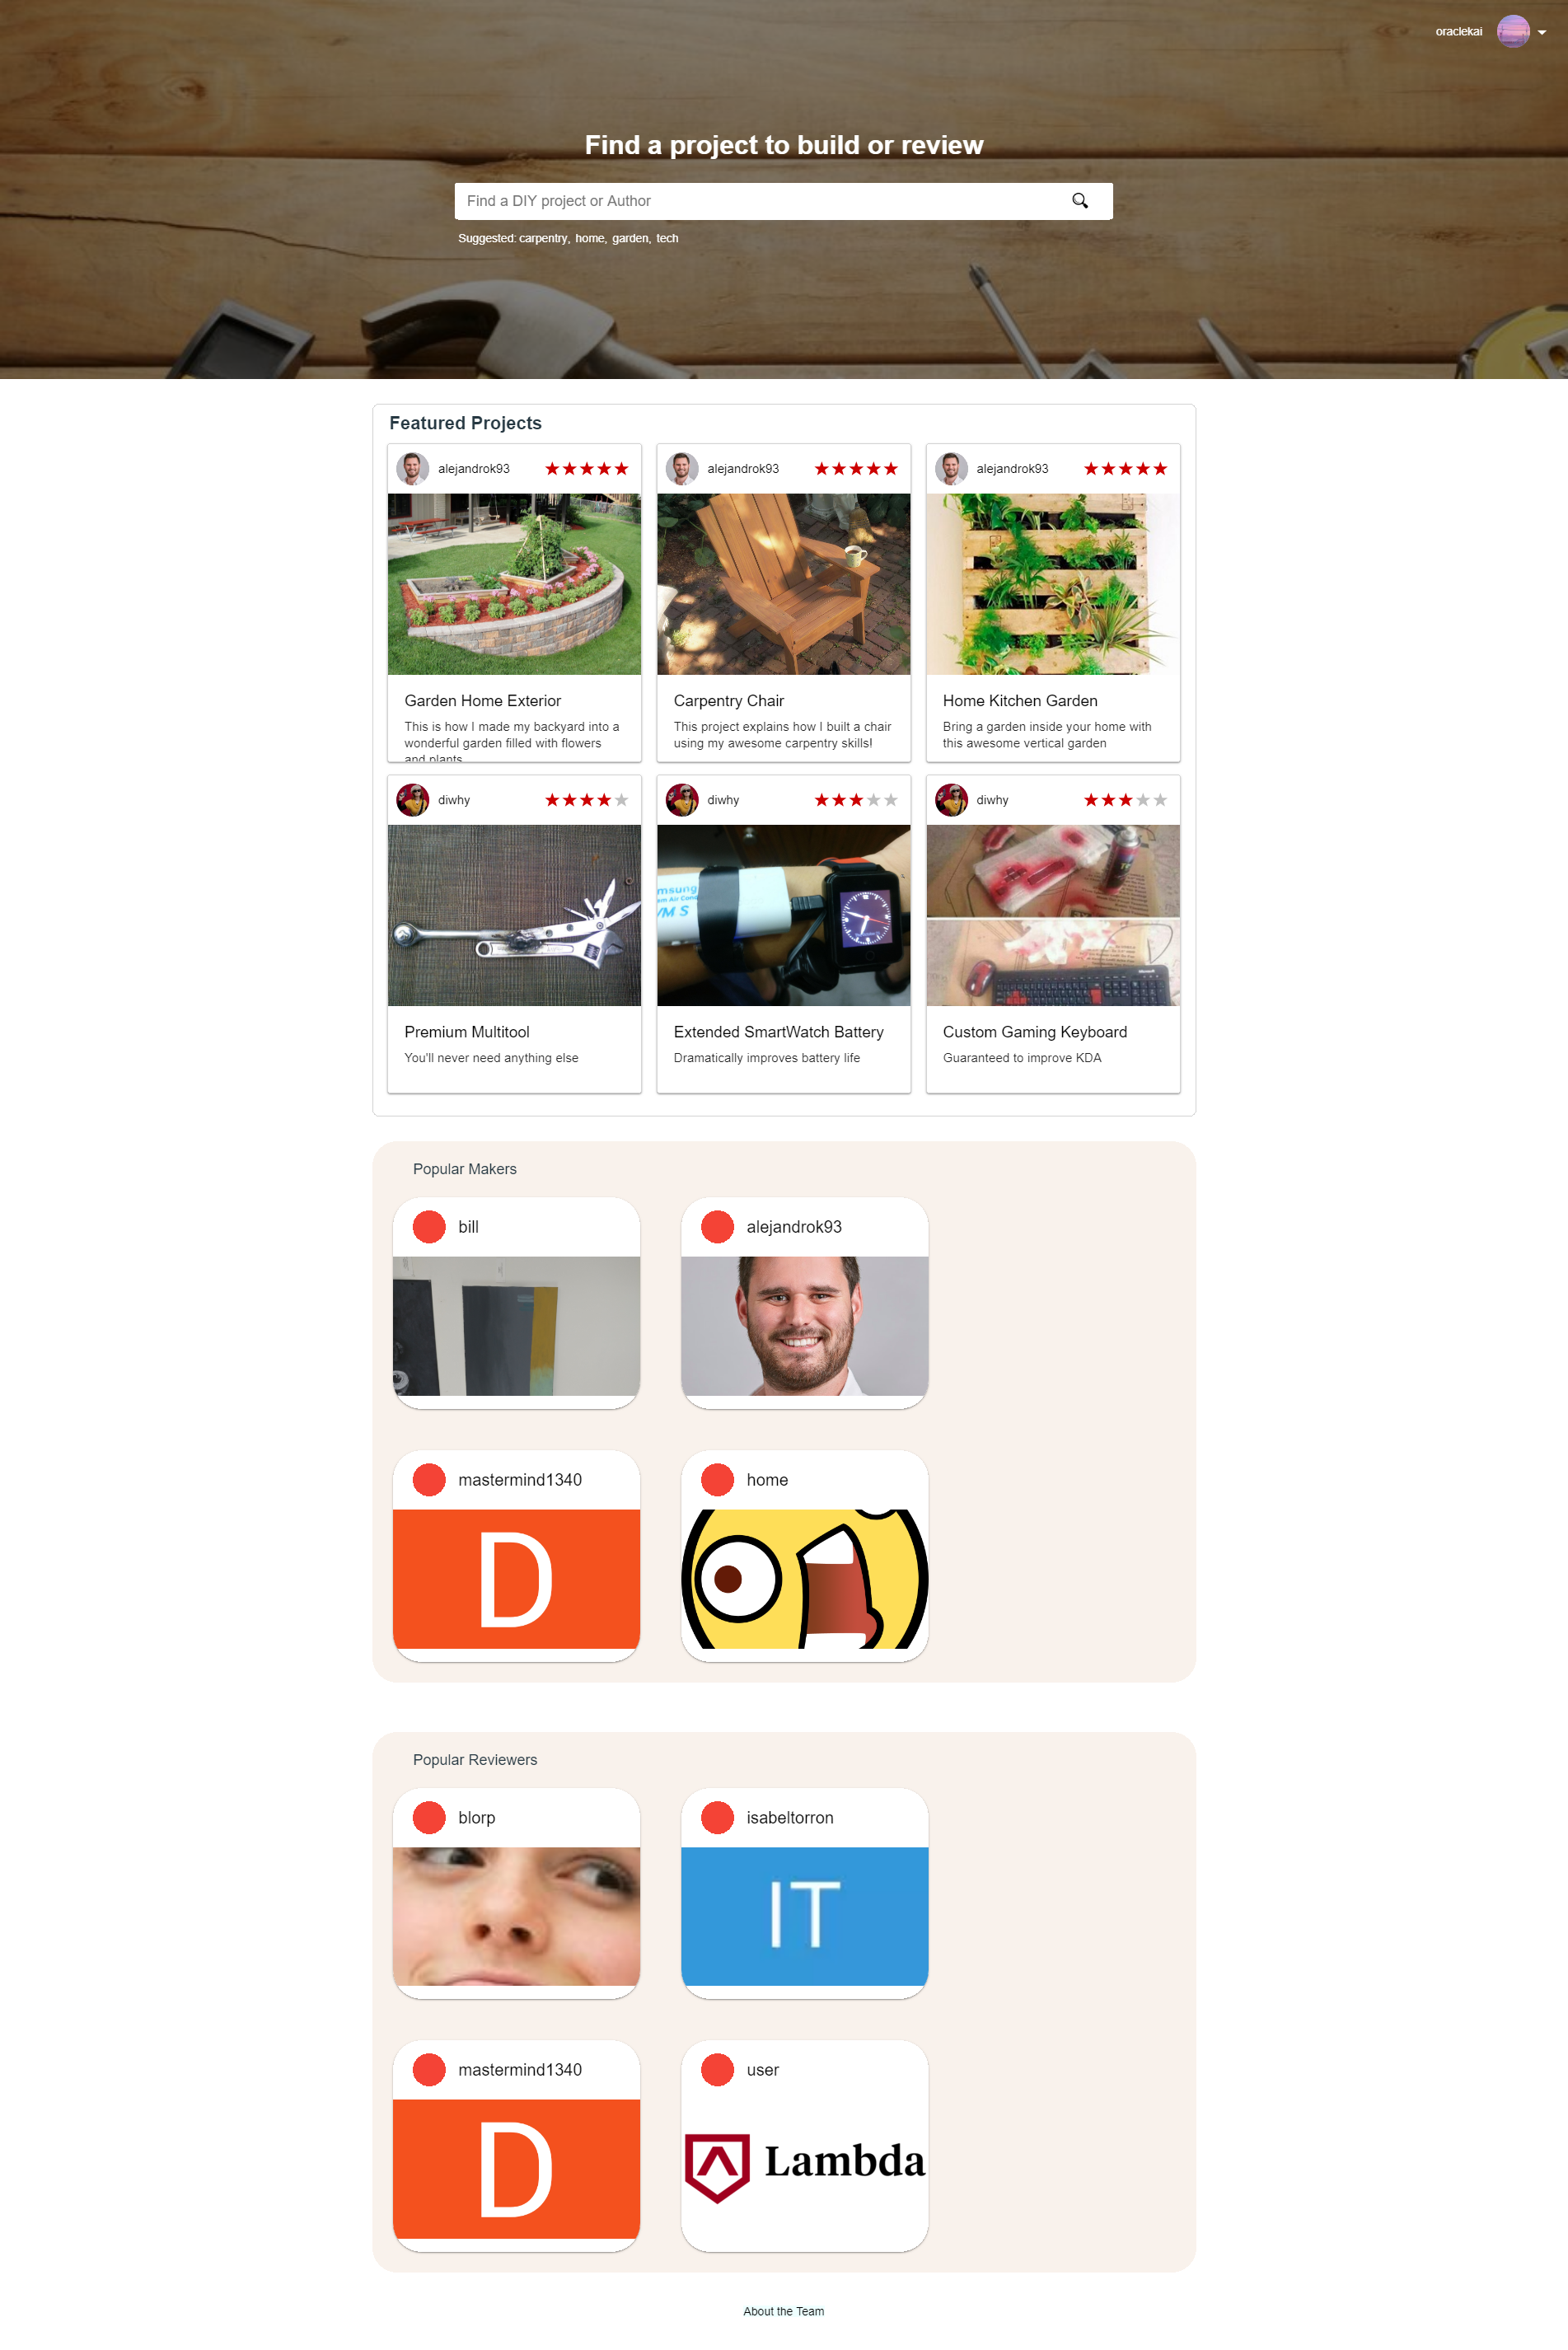 oraclekai
Find a project to build or review
Find a DIY project or Author
Suggested: carpentry, home, garden, tech
Featured Projects
alejandrok93
alejandrok93
alejandrok93
Garden Home Exterior
This is how I made my backyard into a
wonderful garden filled with flowers
and plants
Carpentry Chair
This project explains how I built a chair
using my awesome carpentry skills!
Home Kitchen Garden
Bring a garden inside your home with
this awesome vertical garden
diwhy
diwhy
diwhy
msung
VM S
Premium Multitool
You'll never need anything else
Extended SmartWatch Battery
Dramatically improves battery life
Custom Gaming Keyboard
Guaranteed to improve KDA
Popular Makers
bill
alejandrok93
mastermind1340
home
D
Popular Reviewers
blorp
isabeltorron
IT
mastermind1340
user
D
Lambda
About the Team